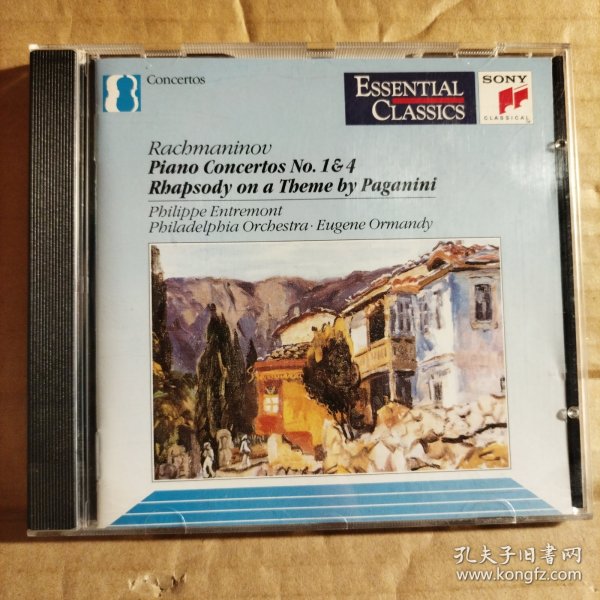 Concertos
ESSENTIAL
CLASSICS
SONY
CLASSICAL
Rachmaninov
Piano Concertos No. 1&4
Rhapsody on a Theme by Paganini
Philippe Entremont
Philadelphia Orchestra · Eugene Ormandy
孔夫子旧书网
www.kongfz.com